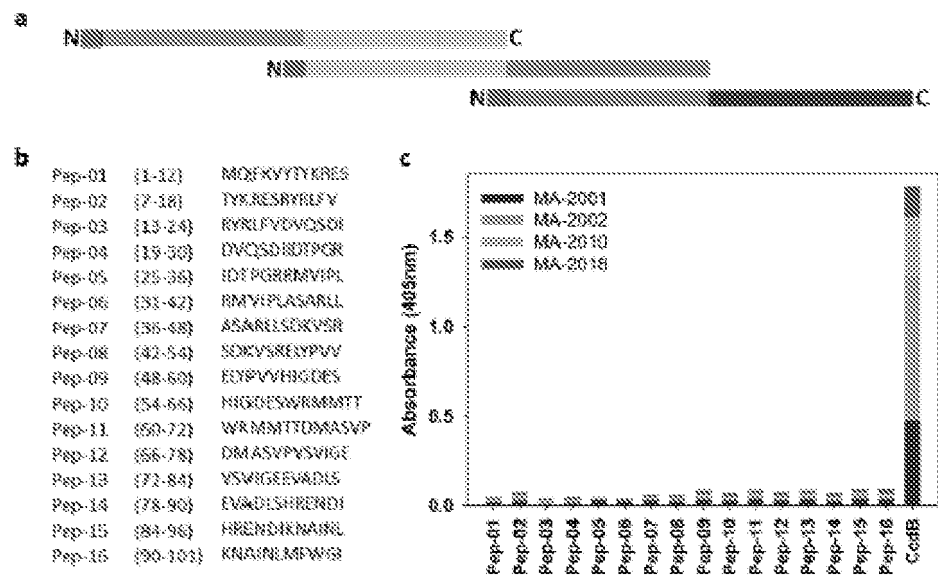 a
N C
N
N C
b
Pep-01 (1-12) MQFKVYTYKRES
Pep-02 (7-18) TYKRESRYRLFV
Pep-03 (13-24) RYRLFVDVQSDI
Pep-04 (19-30) DVQSDIIDTPGR
Pep-05 (25-36) IDTPGRRMVIPL
Pep-06 (31-42) RMVIPLASARLL
Pep-07 (36-48) ASARLLSDKVSR
Pep-08 (42-54) SDKVSRELYPVV
Pep-09 (48-60) ELYPVVHIGDES
Pep-10 (54-66) HIGDESWRMMTT
Pep-11 (60-72) WRMMTTDMASVP
Pep-12 (66-78) DMASVPVSVIGE
Pep-13 (72-84) VSVIGEEVADLS
Pep-14 (78-90) EVADLSHRENDI
Pep-15 (84-96) HRENDIKNAINL
Pep-16 (90-101) KNAINLMFWGI
c
MA-2001
MA-2002
MA-2010
MA-2018
Absorbance (405nm)
1.5
1.0
0.5
0.0
Pep-01
Pep-02
Pep-03
Pep-04
Pep-05
Pep-06
Pep-07
Pep-08
Pep-09
Pep-10
Pep-11
Pep-12
Pep-13
Pep-14
Pep-15
Pep-16
CcdB